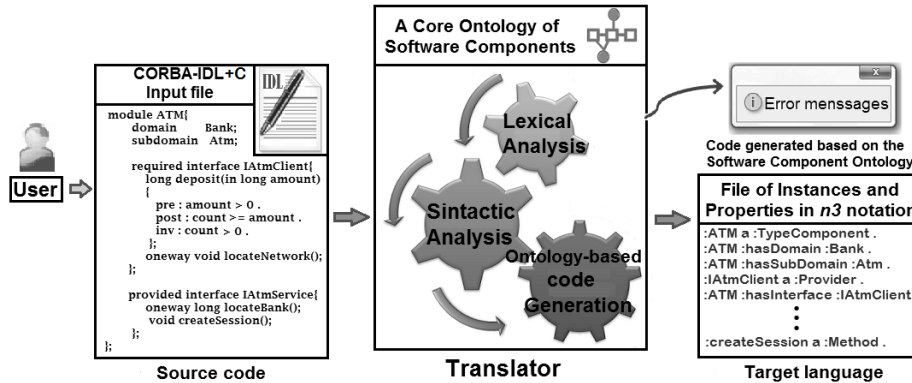 User
CORBA-IDL+C
Input file
IDL
module ATM{
domain Bank;
subdomain Atm;
required interface IAtmClient{
long deposit(in long amount)
{
pre : amount > 0 .
post : count >= amount .
inv : count > 0 .
};
oneway void locateNetwork();
};
provided interface IAtmService{
oneway long locateBank();
void createSession();
};
};
Source code
A Core Ontology of
Software Components
Lexical
Analysis
Sintactic
Analysis
Ontology-based
code
Generation
Translator
x
i Error menssages
Code generated based on the
Software Component Ontology
File of Instances and
Properties in n3 notation
:ATM a :TypeComponent .
:ATM :hasDomain :Bank .
:ATM :hasSubDomain :Atm .
:IAtmClient a :Provider .
:ATM :hasInterface :IAtmClient
:createSession a :Method .
Target language